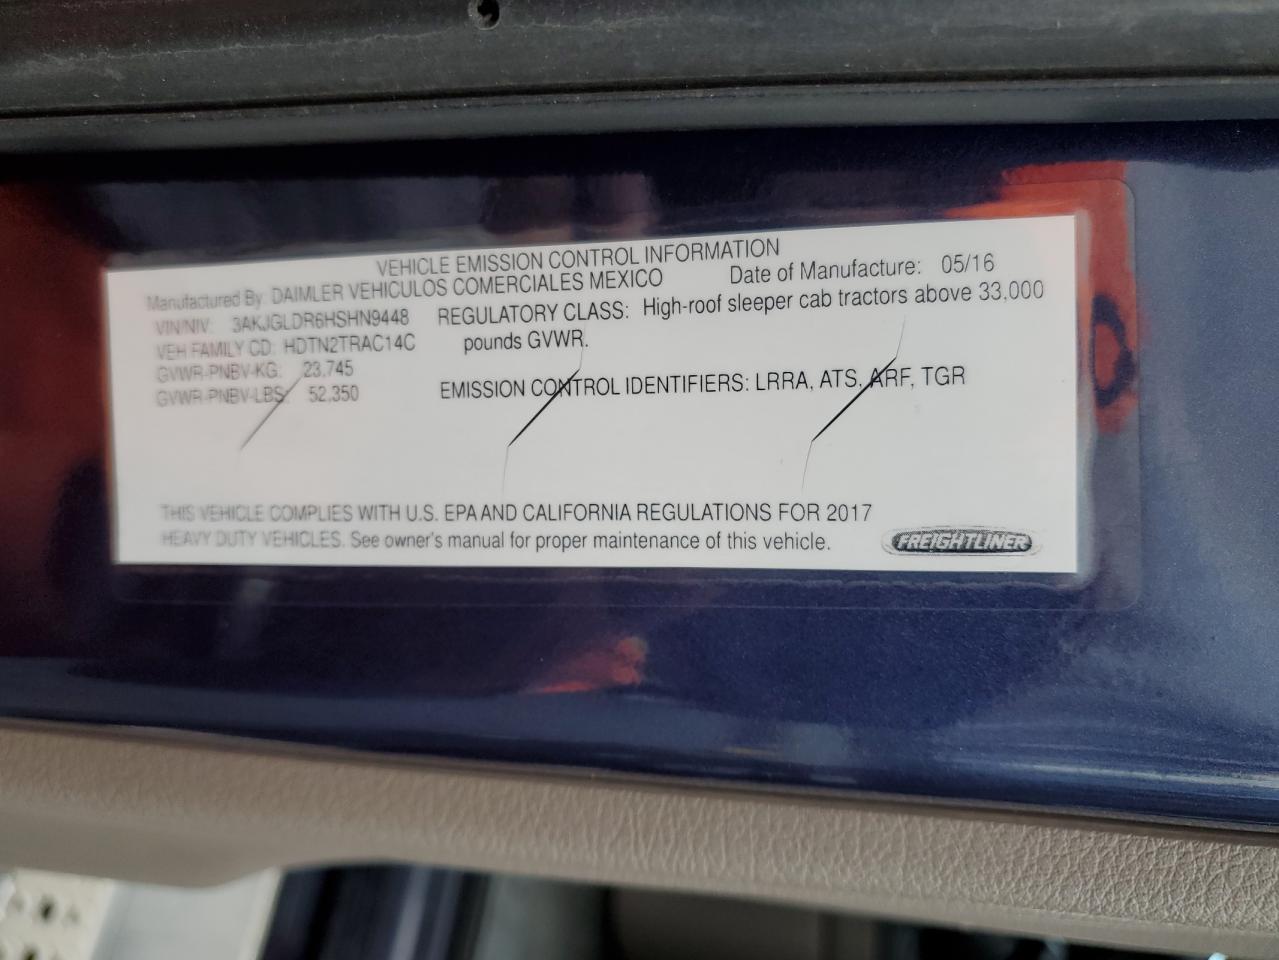 VEHICLE EMISSION CONTROL INFORMATION
Manufactured By: DAIMLER VEHICULOS COMERCIALES MEXICO Date of Manufacture: 05/16
VIN/NIV: 3AKJGLDR6HSHN9448 REGULATORY CLASS: High-roof sleeper cab tractors above 33,000
VEH FAMILY CD: HDTN2TRAC14C pounds GVWR.
GVWR-PNBV-KG: 23,745
GVWR-PNBV-LBS: 52,350 EMISSION CONTROL IDENTIFIERS: LRRA, ATS, ARF, TGR
THIS VEHICLE COMPLIES WITH U.S. EPA AND CALIFORNIA REGULATIONS FOR 2017
HEAVY DUTY VEHICLES. See owner's manual for proper maintenance of this vehicle.
FREIGHTLINER